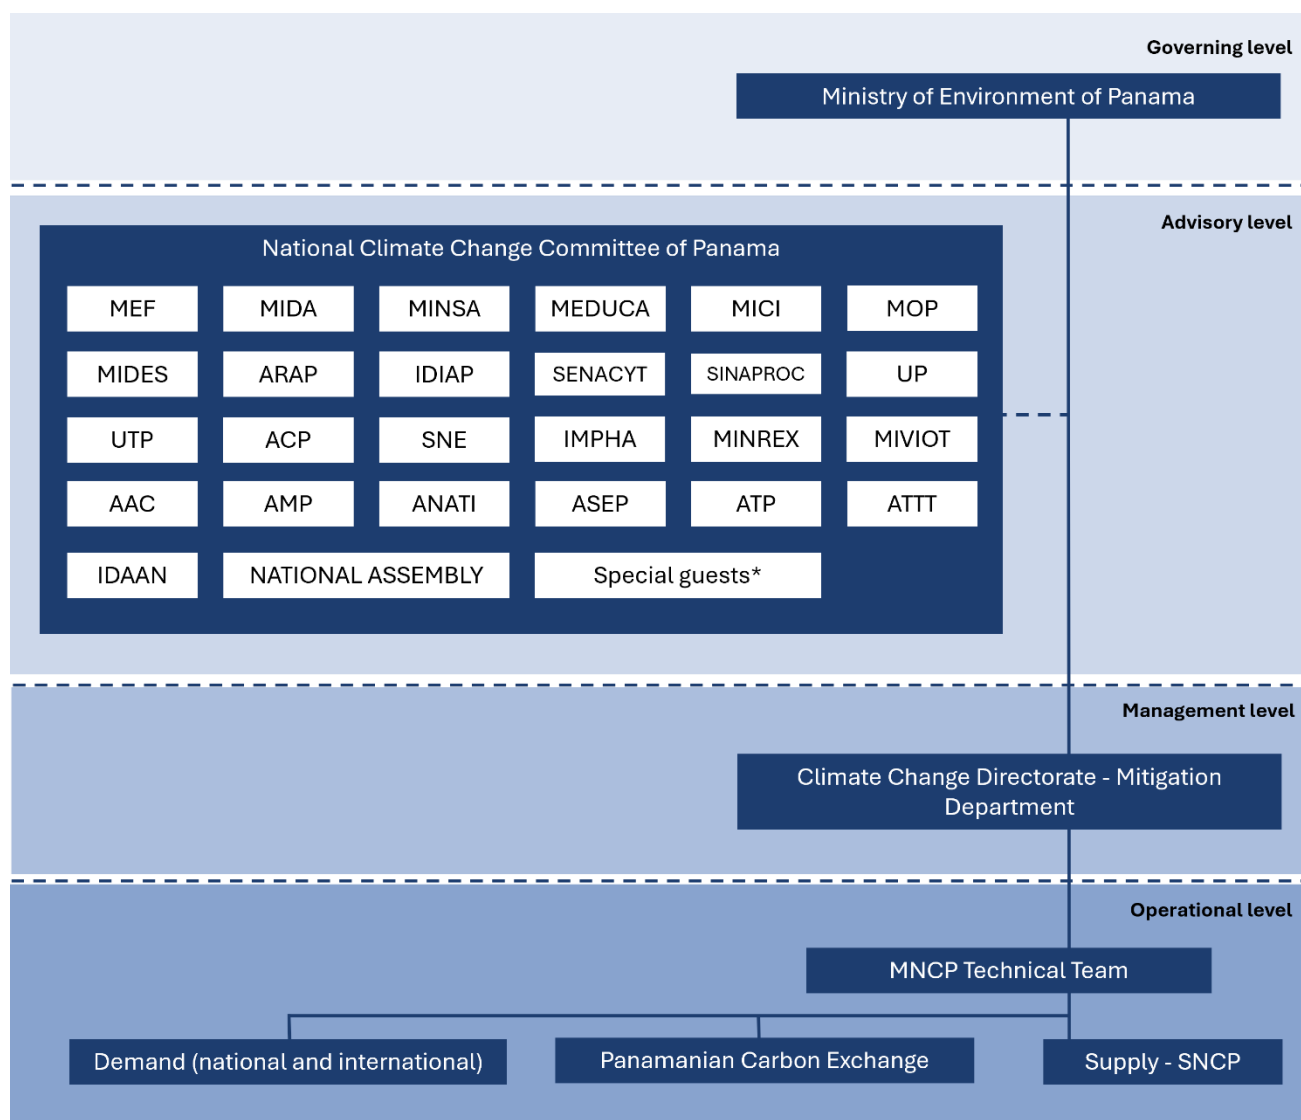 Governing level
Ministry of Environment of Panama
Advisory level
National Climate Change Committee of Panama
MEF MIDA MINSA MEDUCA MICI MOP
MIDES ARAP IDIAP SENACYT SINAPROC UP
UTP ACP SNE IMPHA MINREX MIVIOT
AAC AMP ANATI ASEP ATP ATTT
IDAAN NATIONAL ASSEMBLY Special guests*
Management level
Climate Change Directorate - Mitigation
Department
Operational level
MNCP Technical Team
Demand (national and international) Panamanian Carbon Exchange Supply - SNCP